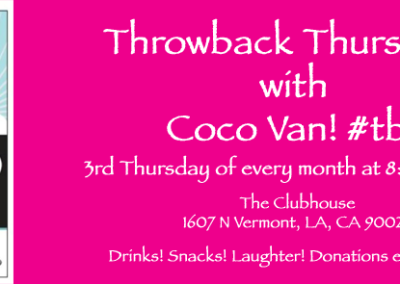 Throwback Thurs
with
Coco Van! #tb
3rd Thursday of every month at 8:
The Clubhouse
1607 N Vermont, LA, CA 9002
Drinks! Snacks! Laughter! Donations e